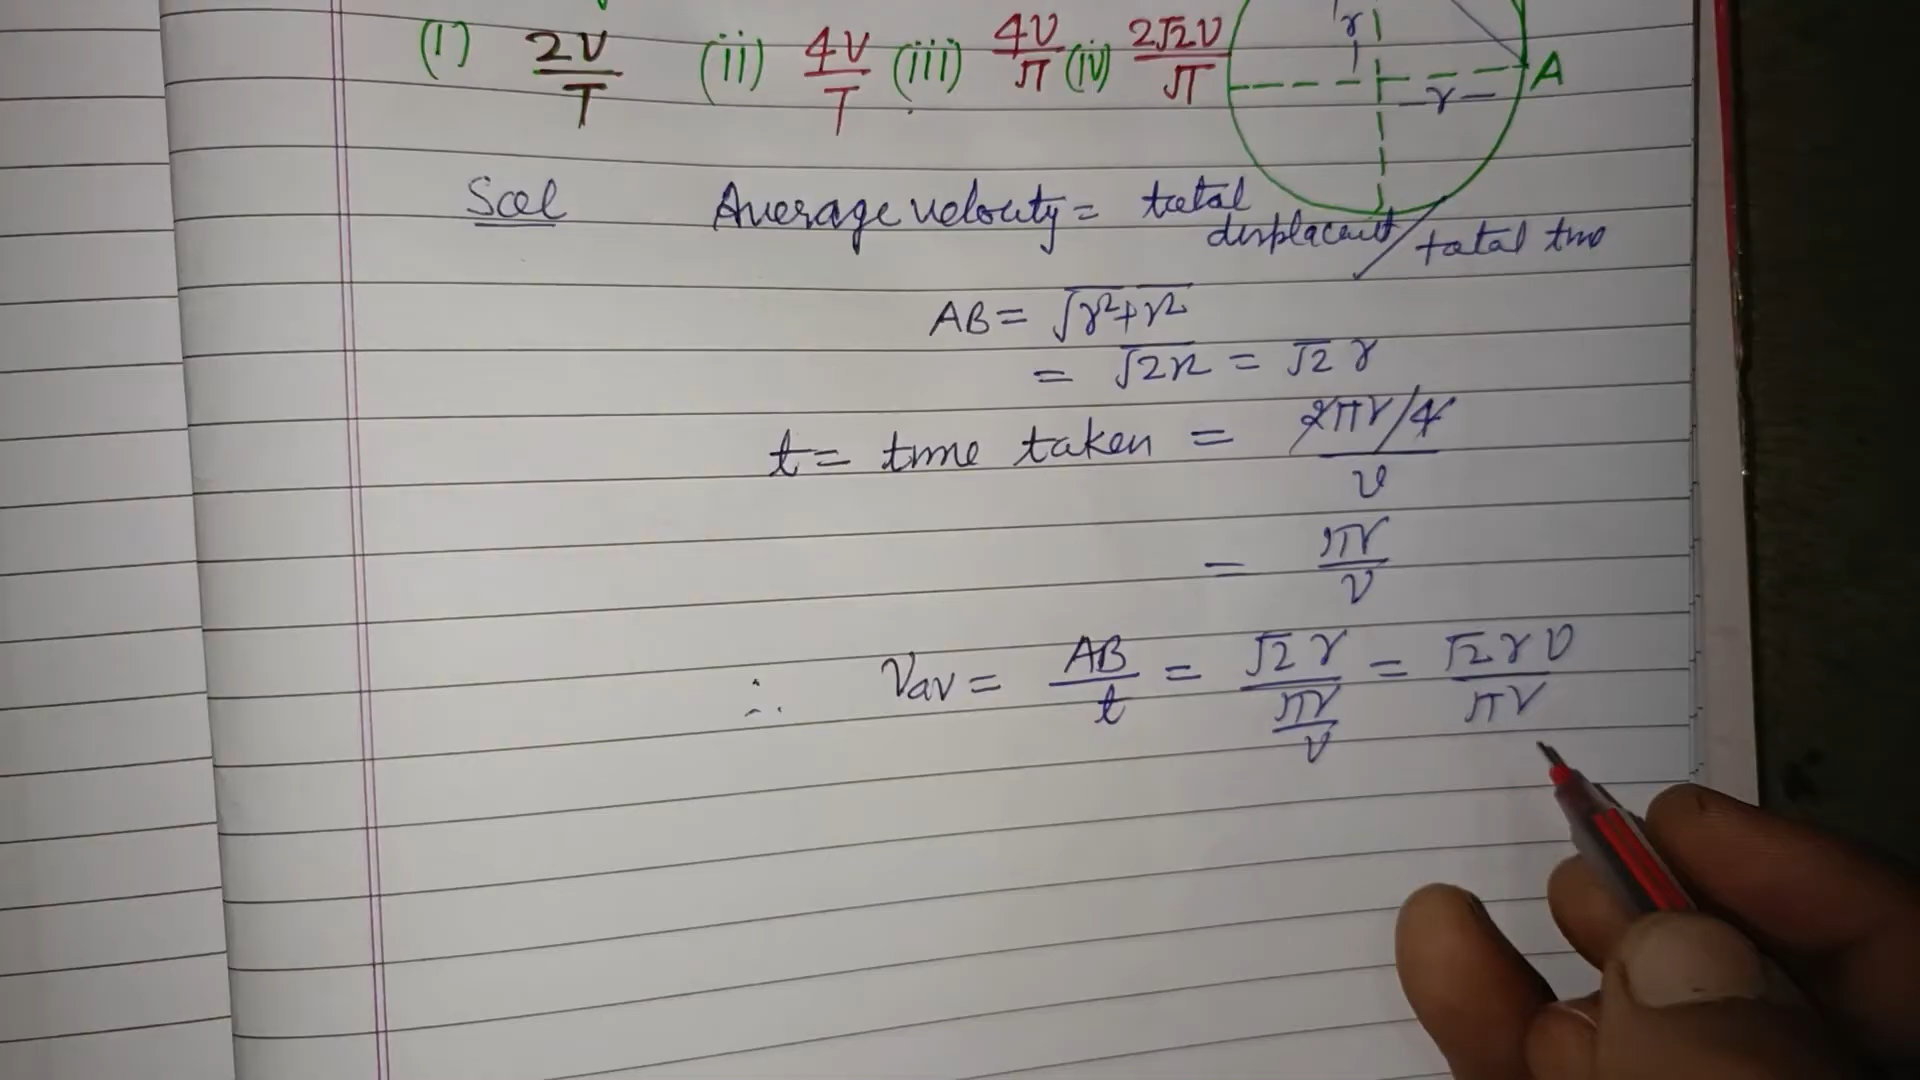 (i) 2v/T (ii) 4v/T (iii) 4v/π (iv) 2√2v/π
r
r A
Sol Average velocity = total
displacemt / total time
AB = √r²+r²
= √2r² = √2 r
t = time taken = 2πr/4 / v
= πr / v
∴ Vav = AB/t = √2 r / πr/v = √2 r v / πr